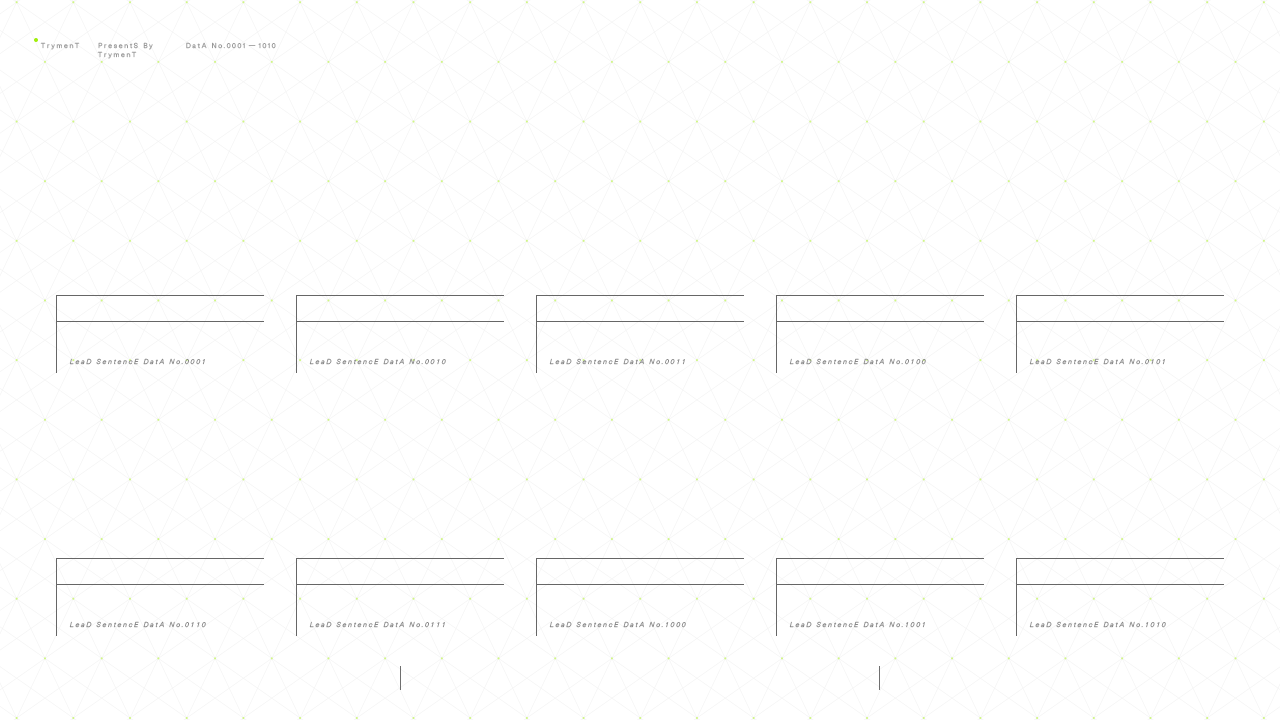 TrymenT
PresentS By
TrymenT
DatA No.0001 — 1010
LeaD SentencE DatA No.0001
LeaD SentencE DatA No.0010
LeaD SentencE DatA No.0011
LeaD SentencE DatA No.0100
LeaD SentencE DatA No.0101
LeaD SentencE DatA No.0110
LeaD SentencE DatA No.0111
LeaD SentencE DatA No.1000
LeaD SentencE DatA No.1001
LeaD SentencE DatA No.1010